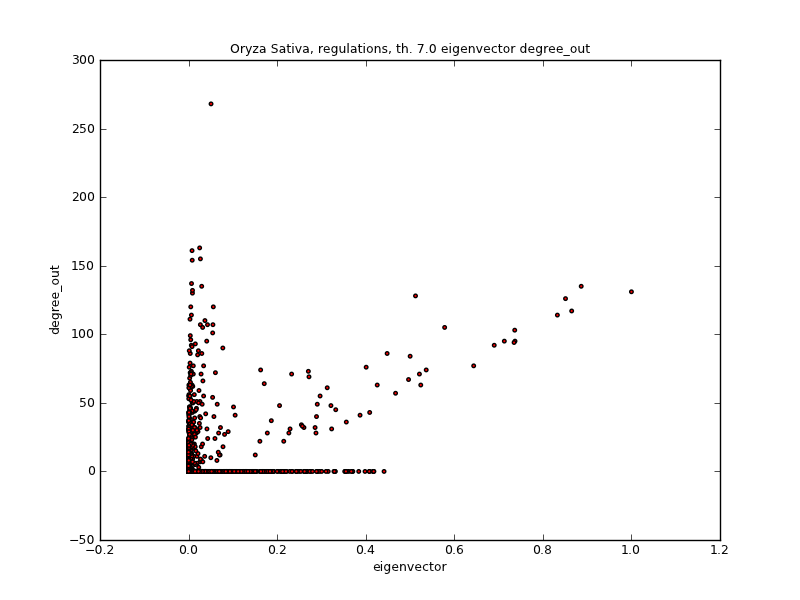 Oryza Sativa, regulations, th. 7.0 eigenvector degree_out
300
250
200
150
100
50
0
−50
degree_out
−0.2 0.0 0.2 0.4 0.6 0.8 1.0 1.2
eigenvector